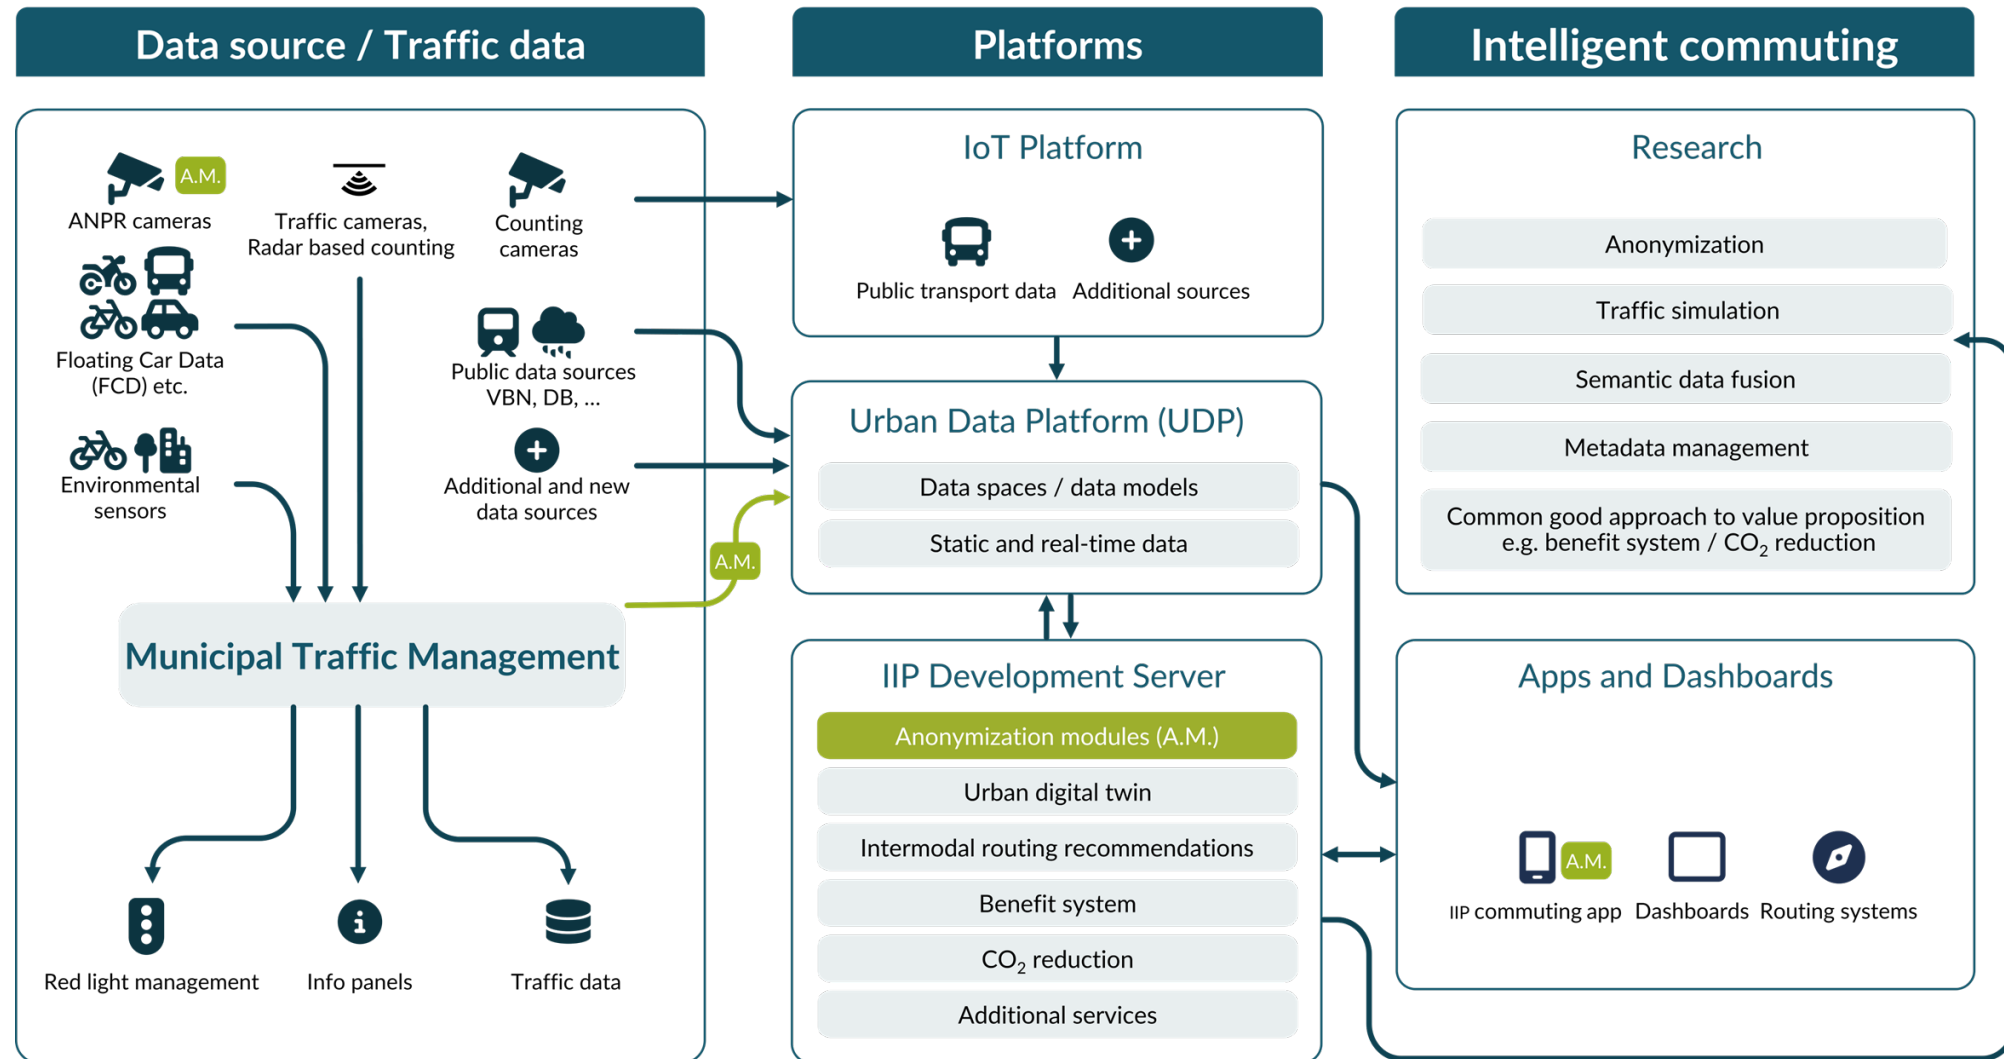 Data source / Traffic data
A.M.
ANPR cameras
Traffic cameras,
Radar based counting
Counting
cameras
Floating Car Data
(FCD) etc.
Public data sources
VBN, DB, ...
Environmental
sensors
Additional and new
data sources
A.M.
Municipal Traffic Management
Red light management
Info panels
Traffic data
Platforms
IoT Platform
Public transport data
Additional sources
Urban Data Platform (UDP)
Data spaces / data models
Static and real-time data
IIP Development Server
Anonymization modules (A.M.)
Urban digital twin
Intermodal routing recommendations
Benefit system
CO₂ reduction
Additional services
Intelligent commuting
Research
Anonymization
Traffic simulation
Semantic data fusion
Metadata management
Common good approach to value proposition
e.g. benefit system / CO₂ reduction
Apps and Dashboards
A.M.
IIP commuting app
Dashboards
Routing systems